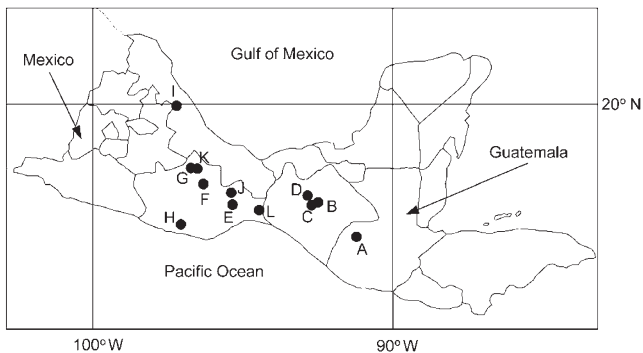 Gulf of Mexico
Mexico
I
20° N
Guatemala
K
G
D
J
F
B
C
E
L
H
A
Pacific Ocean
100° W
90° W